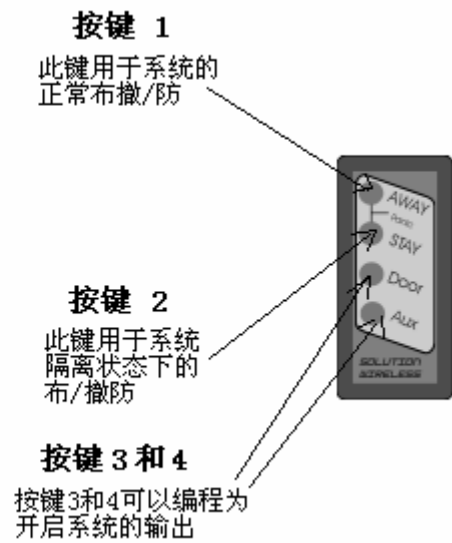 按键 1
此键用于系统的
正常布撤/防
AWAY
Panic
STAY
Door
Aux
SOLUTION
WIRELESS
按键 2
此键用于系统
隔离状态下的
布/撤防
按键3和4
按键3和4可以编程为
开启系统的输出